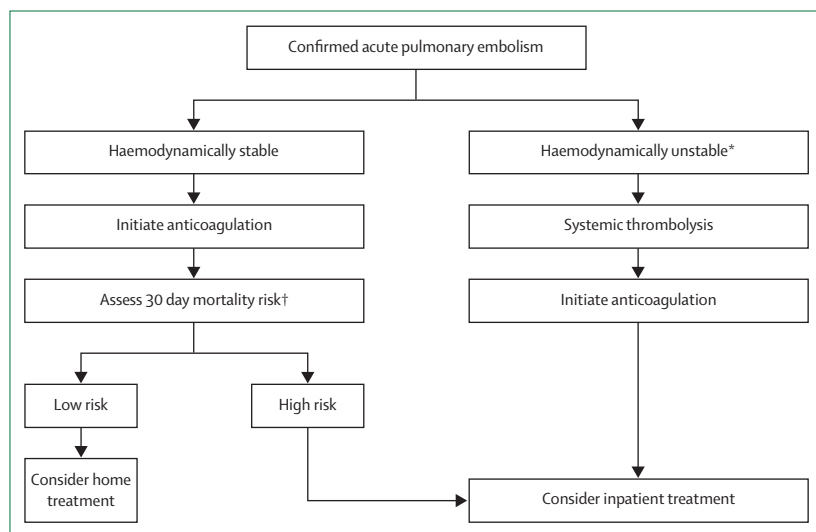 Confirmed acute pulmonary embolism
Haemodynamically stable
Haemodynamically unstable*
Initiate anticoagulation
Systemic thrombolysis
Assess 30 day mortality risk†
Initiate anticoagulation
Low risk
High risk
Consider home
treatment
Consider inpatient treatment